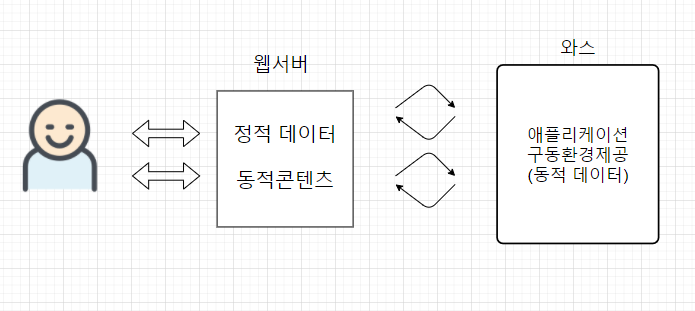 웹서버
와스
정적 데이터
동적콘텐츠
애플리케이션
구동환경제공
(동적 데이터)